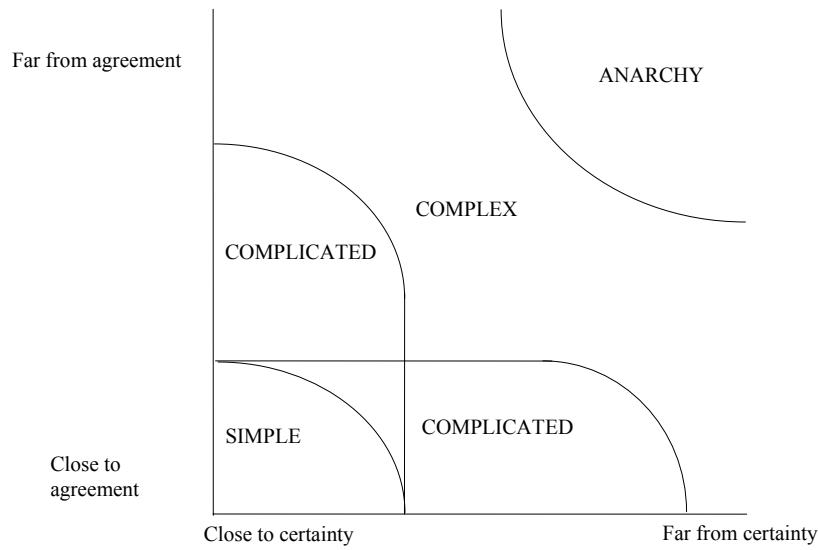 Far from agreement
ANARCHY
COMPLEX
COMPLICATED
SIMPLE
COMPLICATED
Close to
agreement
Close to certainty
Far from certainty